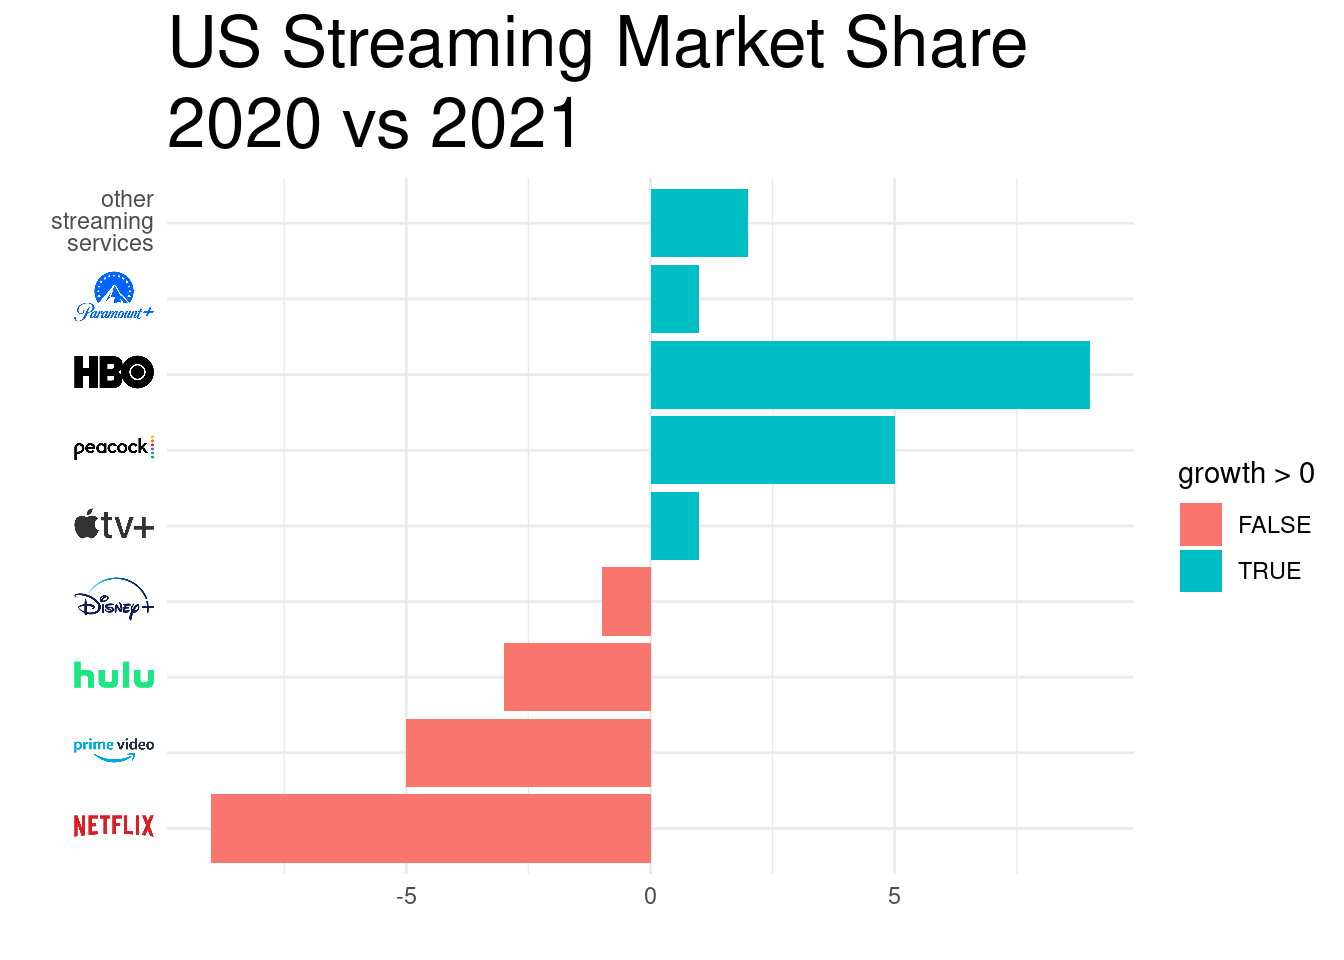 US Streaming Market Share
2020 vs 2021
other
streaming
services
Paramount+
HBO
peacock
tv+
Disney+
hulu
prime video
NETFLIX
-5
0
5
growth > 0
FALSE
TRUE